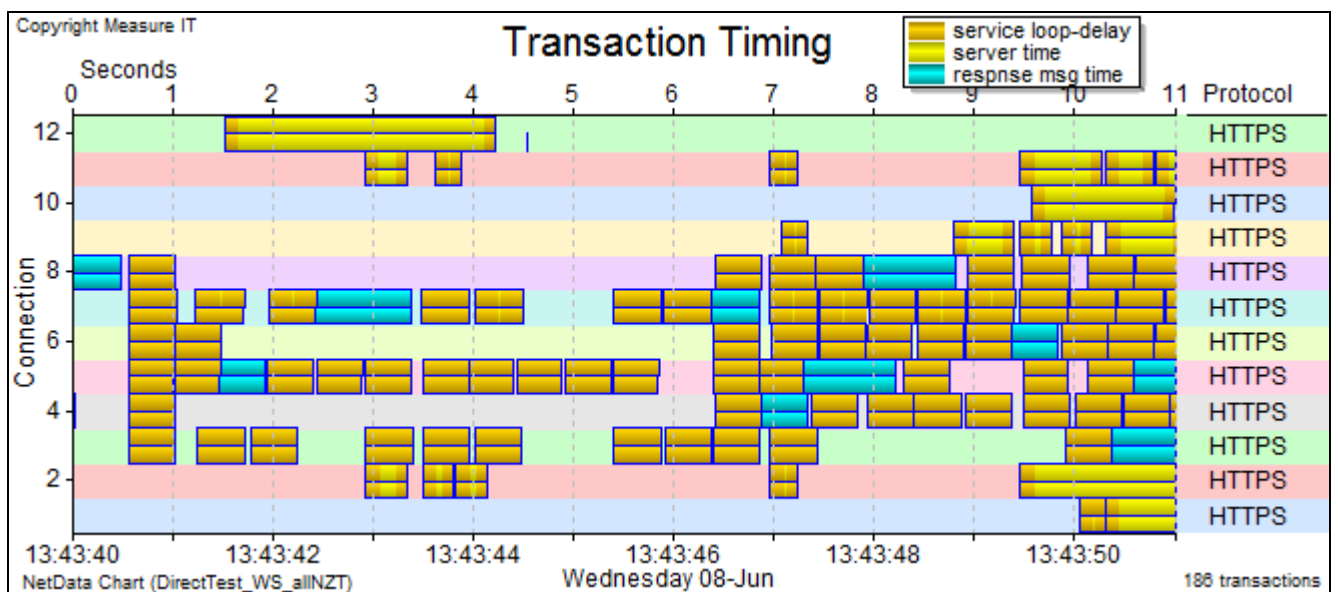 Copyright Measure IT
Transaction Timing
service loop-delay
server time
respnse msg time
Seconds
0 1 2 3 4 5 6 7 8 9 10 11 Protocol
12 HTTPS
HTTPS
10 HTTPS
HTTPS
8 HTTPS
HTTPS
6 HTTPS
HTTPS
4 HTTPS
HTTPS
2 HTTPS
HTTPS
Connection
13:43:40 13:43:42 13:43:44 13:43:46 13:43:48 13:43:50
NetData Chart (DirectTest_WS_allNZT) Wednesday 08-Jun 186 transactions